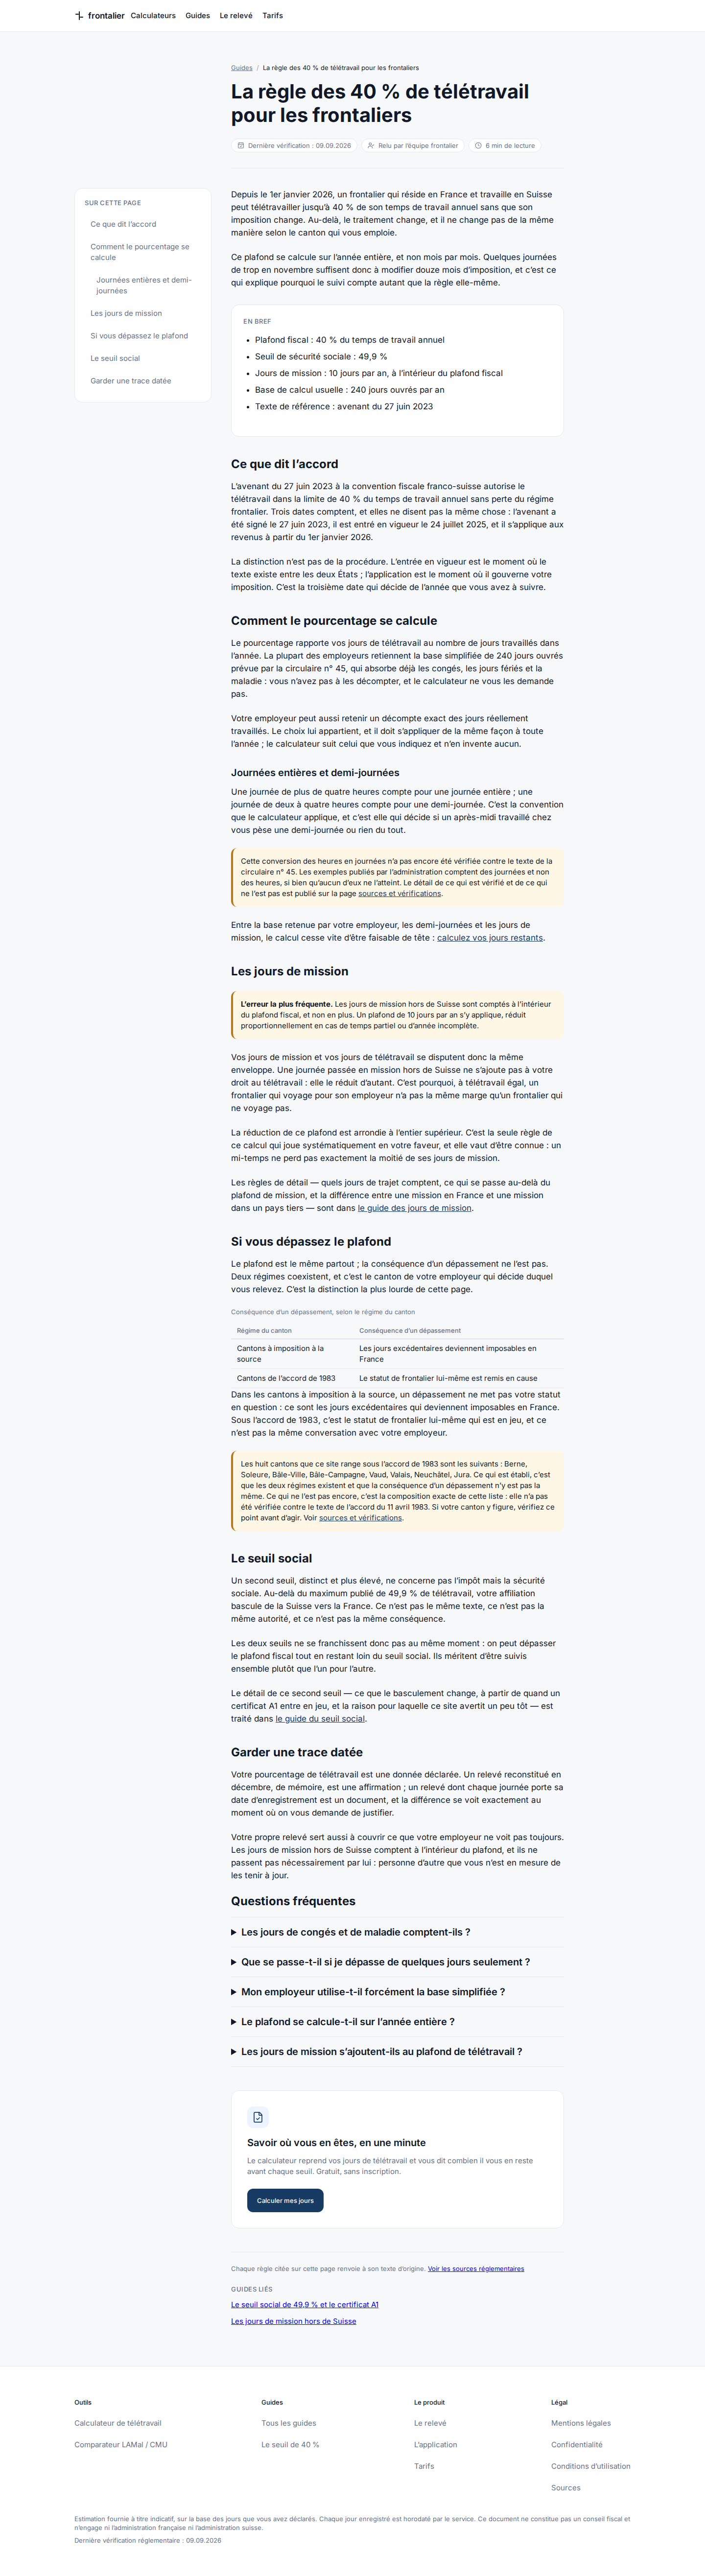 frontalier Calculateurs Guides Le relevé Tarifs
Guides / La règle des 40 % de télétravail pour les frontaliers
La règle des 40 % de télétravail
pour les frontaliers
Dernière vérification : 09.09.2026 Relu par l’équipe frontalier 6 min de lecture
SUR CETTE PAGE
Ce que dit l’accord
Comment le pourcentage se
calcule
Journées entières et demi-
journées
Les jours de mission
Si vous dépassez le plafond
Le seuil social
Garder une trace datée
Depuis le 1er janvier 2026, un frontalier qui réside en France et travaille en Suisse
peut télétravailler jusqu’à 40 % de son temps de travail annuel sans que son
imposition change. Au-delà, le traitement change, et il ne change pas de la même
manière selon le canton qui vous emploie.
Ce plafond se calcule sur l’année entière, et non mois par mois. Quelques journées
de trop en novembre suffisent donc à modifier douze mois d’imposition, et c’est ce
qui explique pourquoi le suivi compte autant que la règle elle-même.
EN BREF
• Plafond fiscal : 40 % du temps de travail annuel
• Seuil de sécurité sociale : 49,9 %
• Jours de mission : 10 jours par an, à l’intérieur du plafond fiscal
• Base de calcul usuelle : 240 jours ouvrés par an
• Texte de référence : avenant du 27 juin 2023
Ce que dit l’accord
L’avenant du 27 juin 2023 à la convention fiscale franco-suisse autorise le
télétravail dans la limite de 40 % du temps de travail annuel sans perte du régime
frontalier. Trois dates comptent, et elles ne disent pas la même chose : l’avenant a
été signé le 27 juin 2023, il est entré en vigueur le 24 juillet 2025, et il s’applique aux
revenus à partir du 1er janvier 2026.
La distinction n’est pas de la procédure. L’entrée en vigueur est le moment où le
texte existe entre les deux États ; l’application est le moment où il gouverne votre
imposition. C’est la troisième date qui décide de l’année que vous avez à suivre.
Comment le pourcentage se calcule
Le pourcentage rapporte vos jours de télétravail au nombre de jours travaillés dans
l’année. La plupart des employeurs retiennent la base simplifiée de 240 jours ouvrés
prévue par la circulaire n° 45, qui absorbe déjà les congés, les jours fériés et la
maladie : vous n’avez pas à les décompter, et le calculateur ne vous les demande
pas.
Votre employeur peut aussi retenir un décompte exact des jours réellement
travaillés. Le choix lui appartient, et il doit s’appliquer de la même façon à toute
l’année ; le calculateur suit celui que vous indiquez et n’en invente aucun.
Journées entières et demi-journées
Une journée de plus de quatre heures compte pour une journée entière ; une
journée de deux à quatre heures compte pour une demi-journée. C’est la convention
que le calculateur applique, et c’est elle qui décide si un après-midi travaillé chez
vous pèse une demi-journée ou rien du tout.
Cette conversion des heures en journées n’a pas encore été vérifiée contre le texte de la
circulaire n° 45. Les exemples publiés par l’administration comptent des journées et non
des heures, si bien qu’aucun d’eux ne l’atteint. Le détail de ce qui est vérifié et de ce qui
ne l’est pas est publié sur la page sources et vérifications.
Entre la base retenue par votre employeur, les demi-journées et les jours de
mission, le calcul cesse vite d’être faisable de tête : calculez vos jours restants.
Les jours de mission
L’erreur la plus fréquente. Les jours de mission hors de Suisse sont comptés à l’intérieur
du plafond fiscal, et non en plus. Un plafond de 10 jours par an s’y applique, réduit
proportionnellement en cas de temps partiel ou d’année incomplète.
Vos jours de mission et vos jours de télétravail se disputent donc la même
enveloppe. Une journée passée en mission hors de Suisse ne s’ajoute pas à votre
droit au télétravail : elle le réduit d’autant. C’est pourquoi, à télétravail égal, un
frontalier qui voyage pour son employeur n’a pas la même marge qu’un frontalier qui
ne voyage pas.
La réduction de ce plafond est arrondie à l’entier supérieur. C’est la seule règle de
ce calcul qui joue systématiquement en votre faveur, et elle vaut d’être connue : un
mi-temps ne perd pas exactement la moitié de ses jours de mission.
Les règles de détail — quels jours de trajet comptent, ce qui se passe au-delà du
plafond de mission, et la différence entre une mission en France et une mission
dans un pays tiers — sont dans le guide des jours de mission.
Si vous dépassez le plafond
Le plafond est le même partout ; la conséquence d’un dépassement ne l’est pas.
Deux régimes coexistent, et c’est le canton de votre employeur qui décide duquel
vous relevez. C’est la distinction la plus lourde de cette page.
Conséquence d’un dépassement, selon le régime du canton
Régime du canton Conséquence d’un dépassement
Cantons à imposition à la
source
Les jours excédentaires deviennent imposables en
France
Cantons de l’accord de 1983 Le statut de frontalier lui-même est remis en cause
Dans les cantons à imposition à la source, un dépassement ne met pas votre statut
en question : ce sont les jours excédentaires qui deviennent imposables en France.
Sous l’accord de 1983, c’est le statut de frontalier lui-même qui est en jeu, et ce
n’est pas la même conversation avec votre employeur.
Les huit cantons que ce site range sous l’accord de 1983 sont les suivants : Berne,
Soleure, Bâle-Ville, Bâle-Campagne, Vaud, Valais, Neuchâtel, Jura. Ce qui est établi, c’est
que les deux régimes existent et que la conséquence d’un dépassement n’y est pas la
même. Ce qui ne l’est pas encore, c’est la composition exacte de cette liste : elle n’a pas
été vérifiée contre le texte de l’accord du 11 avril 1983. Si votre canton y figure, vérifiez ce
point avant d’agir. Voir sources et vérifications.
Le seuil social
Un second seuil, distinct et plus élevé, ne concerne pas l’impôt mais la sécurité
sociale. Au-delà du maximum publié de 49,9 % de télétravail, votre affiliation
bascule de la Suisse vers la France. Ce n’est pas le même texte, ce n’est pas la
même autorité, et ce n’est pas la même conséquence.
Les deux seuils ne se franchissent donc pas au même moment : on peut dépasser
le plafond fiscal tout en restant loin du seuil social. Ils méritent d’être suivis
ensemble plutôt que l’un pour l’autre.
Le détail de ce second seuil — ce que le basculement change, à partir de quand un
certificat A1 entre en jeu, et la raison pour laquelle ce site avertit un peu tôt — est
traité dans le guide du seuil social.
Garder une trace datée
Votre pourcentage de télétravail est une donnée déclarée. Un relevé reconstitué en
décembre, de mémoire, est une affirmation ; un relevé dont chaque journée porte sa
date d’enregistrement est un document, et la différence se voit exactement au
moment où on vous demande de justifier.
Votre propre relevé sert aussi à couvrir ce que votre employeur ne voit pas toujours.
Les jours de mission hors de Suisse comptent à l’intérieur du plafond, et ils ne
passent pas nécessairement par lui : personne d’autre que vous n’est en mesure de
les tenir à jour.
Questions fréquentes
Les jours de congés et de maladie comptent-ils ?
Que se passe-t-il si je dépasse de quelques jours seulement ?
Mon employeur utilise-t-il forcément la base simplifiée ?
Le plafond se calcule-t-il sur l’année entière ?
Les jours de mission s’ajoutent-ils au plafond de télétravail ?
Savoir où vous en êtes, en une minute
Le calculateur reprend vos jours de télétravail et vous dit combien il vous en reste
avant chaque seuil. Gratuit, sans inscription.
Calculer mes jours
Chaque règle citée sur cette page renvoie à son texte d’origine. Voir les sources réglementaires
GUIDES LIÉS
Le seuil social de 49,9 % et le certificat A1
Les jours de mission hors de Suisse
Outils
Calculateur de télétravail
Comparateur LAMal / CMU
Guides
Tous les guides
Le seuil de 40 %
Le produit
Le relevé
L’application
Tarifs
Légal
Mentions légales
Confidentialité
Conditions d’utilisation
Sources
Estimation fournie à titre indicatif, sur la base des jours que vous avez déclarés. Chaque jour enregistré est horodaté par le service. Ce document ne constitue pas un conseil fiscal et
n’engage ni l’administration française ni l’administration suisse.
Dernière vérification réglementaire : 09.09.2026